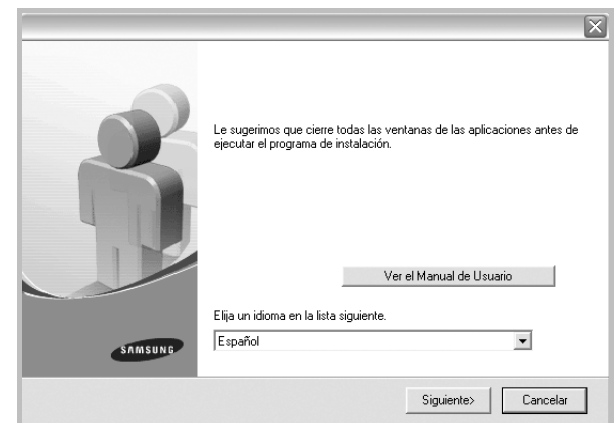 Le sugerimos que cierre todas las ventanas de las aplicaciones antes de
ejecutar el programa de instalación.
Ver el Manual de Usuario
Elija un idioma en la lista siguiente.
Español
SAMSUNG
Siguiente>
Cancelar